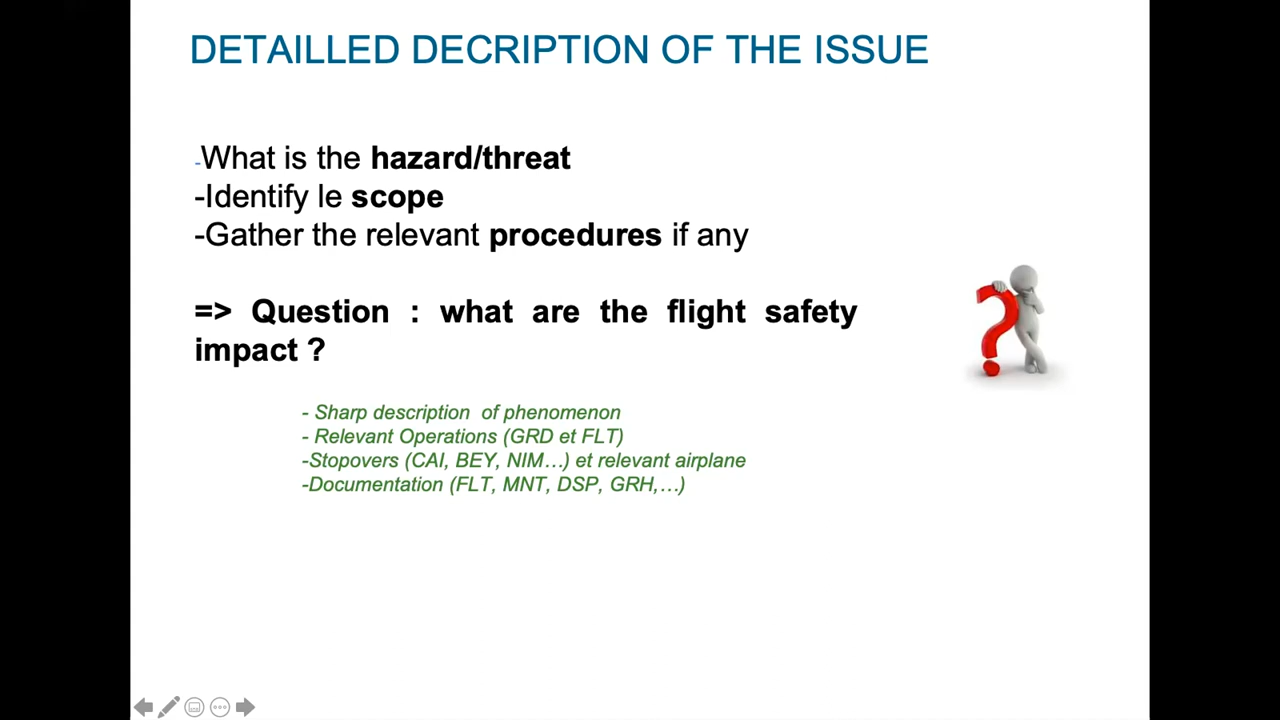 DETAILLED DECRIPTION OF THE ISSUE
-What is the hazard/threat
-Identify le scope
-Gather the relevant procedures if any
=> Question : what are the flight safety
impact ?
- Sharp description of phenomenon
- Relevant Operations (GRD et FLT)
-Stopovers (CAI, BEY, NIM…) et relevant airplane
-Documentation (FLT, MNT, DSP, GRH,…)